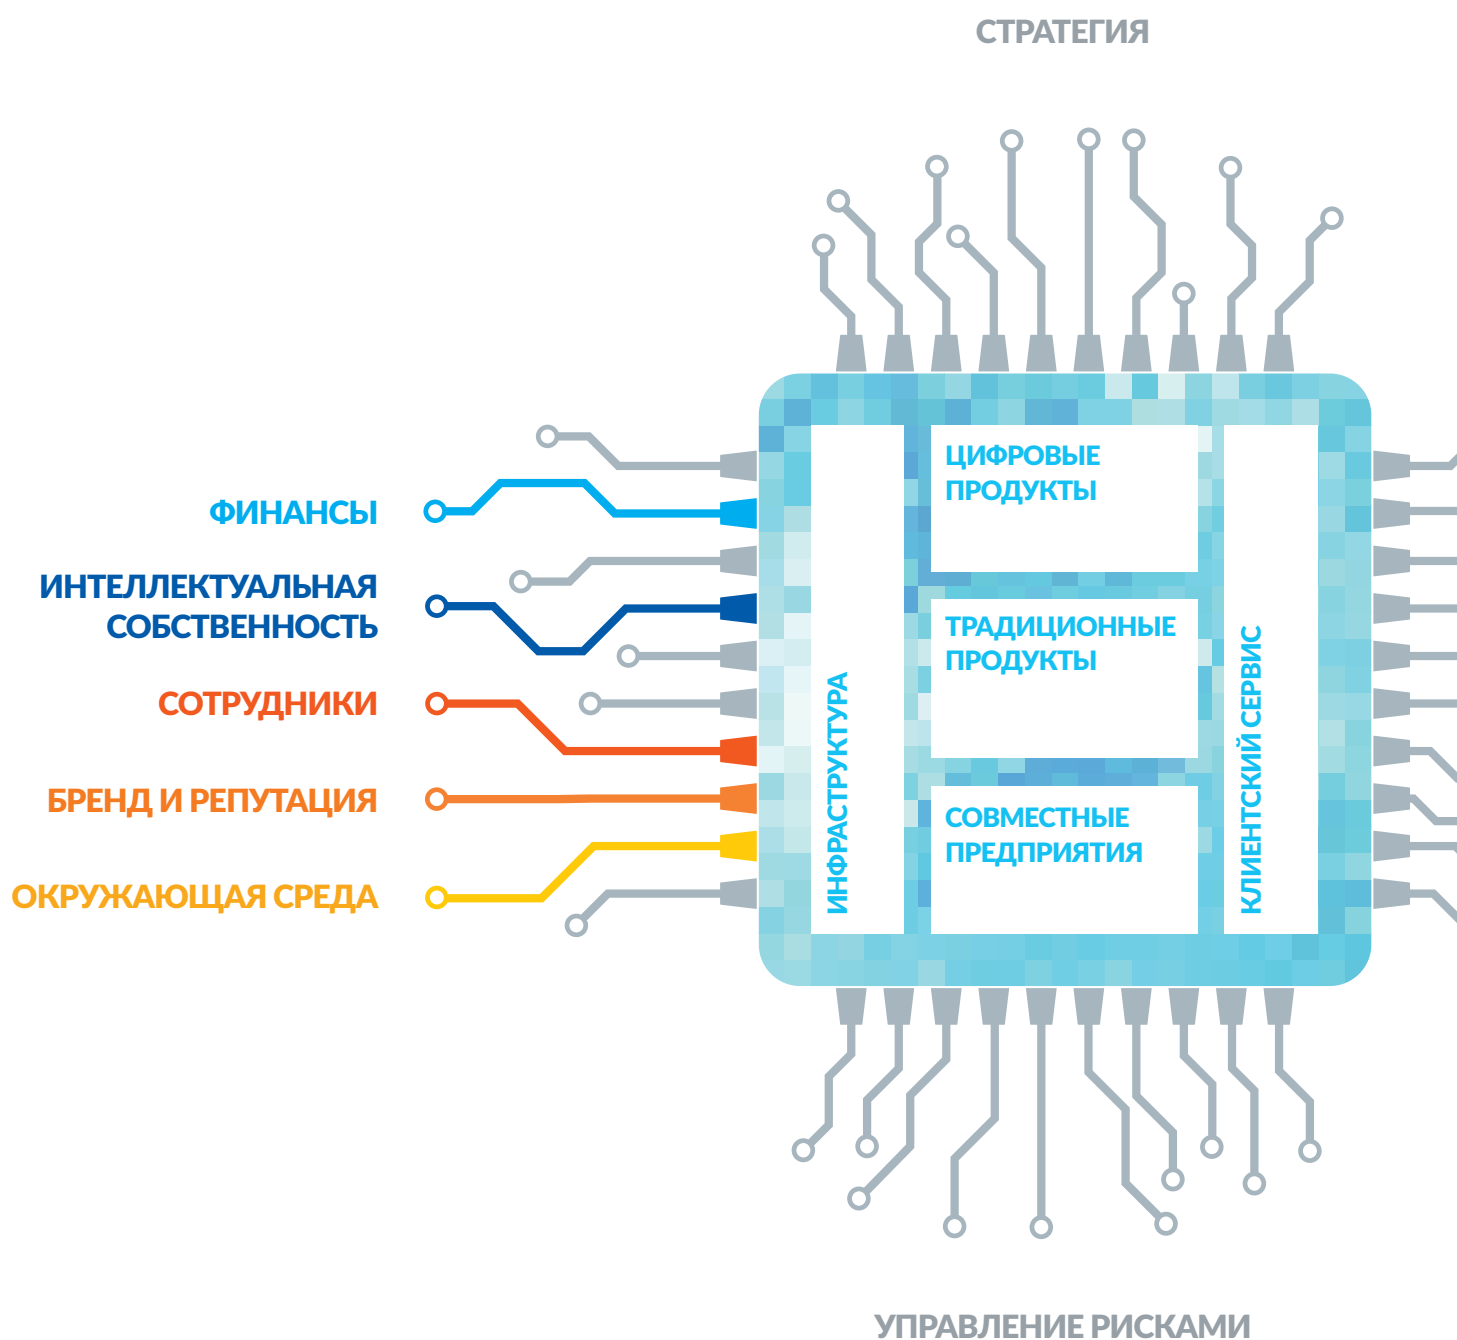 СТРАТЕГИЯ
ФИНАНСЫ
ИНТЕЛЛЕКТУАЛЬНАЯ
СОБСТВЕННОСТЬ
СОТРУДНИКИ
БРЕНД И РЕПУТАЦИЯ
ОКРУЖАЮЩАЯ СРЕДА
ИНФРАСТРУКТУРА
ЦИФРОВЫЕ
ПРОДУКТЫ
ТРАДИЦИОННЫЕ
ПРОДУКТЫ
СОВМЕСТНЫЕ
ПРЕДПРИЯТИЯ
КЛИЕНТСКИЙ СЕРВИС
УПРАВЛЕНИЕ РИСКАМИ